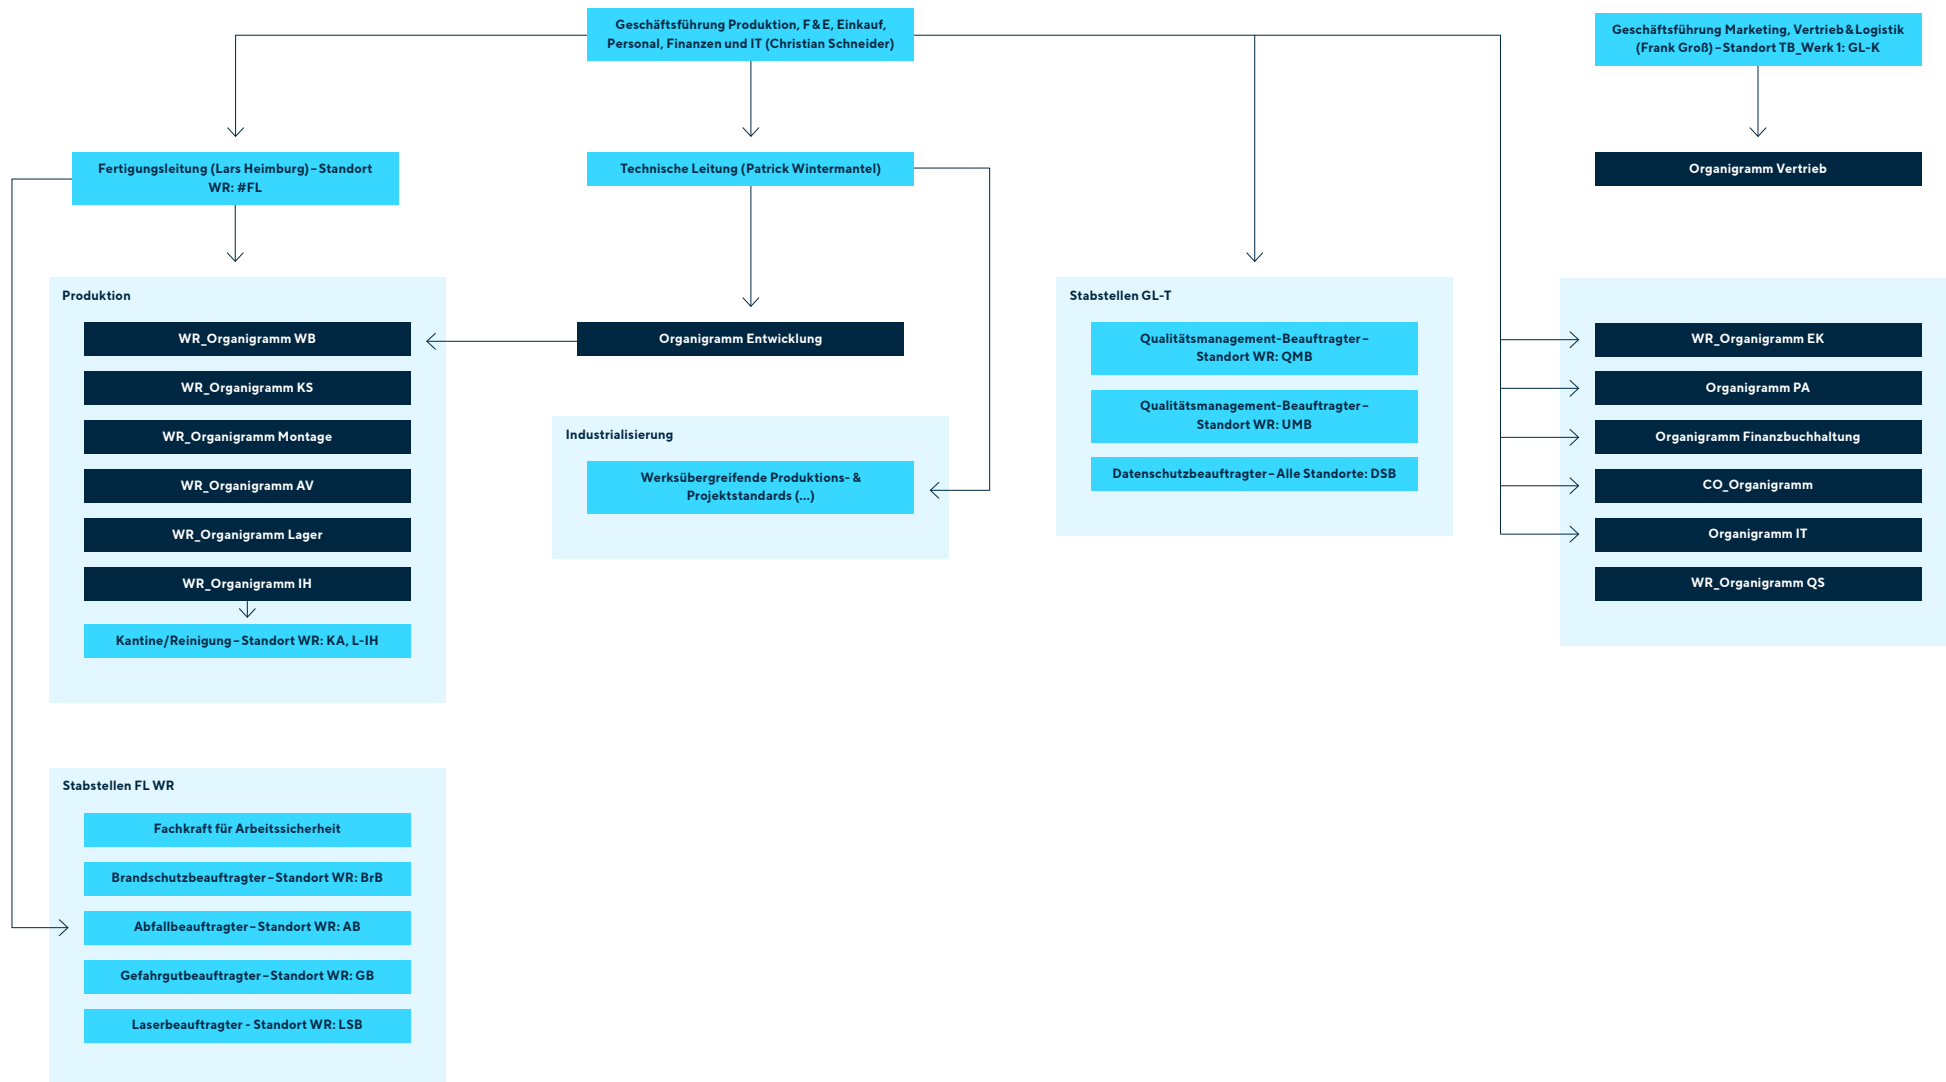 Geschäftsführung Produktion, F&E, Einkauf,
Personal, Finanzen und IT (Christian Schneider)
Geschäftsführung Marketing, Vertrieb & Logistik
(Frank Groß) – Standort TB_Werk 1: GL-K
Fertigungsleitung (Lars Heimburg) – Standort
WR: #FL
Technische Leitung (Patrick Wintermantel)
Organigramm Vertrieb
Produktion
WR_Organigramm WB
WR_Organigramm KS
WR_Organigramm Montage
WR_Organigramm AV
WR_Organigramm Lager
WR_Organigramm IH
Kantine/Reinigung – Standort WR: KA, L-IH
Organigramm Entwicklung
Industrialisierung
Werksübergreifende Produktions- &
Projektstandards (...)
Stabstellen GL-T
Qualitätsmanagement-Beauftragter –
Standort WR: QMB
Qualitätsmanagement-Beauftragter –
Standort WR: UMB
Datenschutzbeauftragter – Alle Standorte: DSB
WR_Organigramm EK
Organigramm PA
Organigramm Finanzbuchhaltung
CO_Organigramm
Organigramm IT
WR_Organigramm QS
Stabstellen FL WR
Fachkraft für Arbeitssicherheit
Brandschutzbeauftragter – Standort WR: BrB
Abfallbeauftragter – Standort WR: AB
Gefahrgutbeauftragter – Standort WR: GB
Laserbeauftragter - Standort WR: LSB